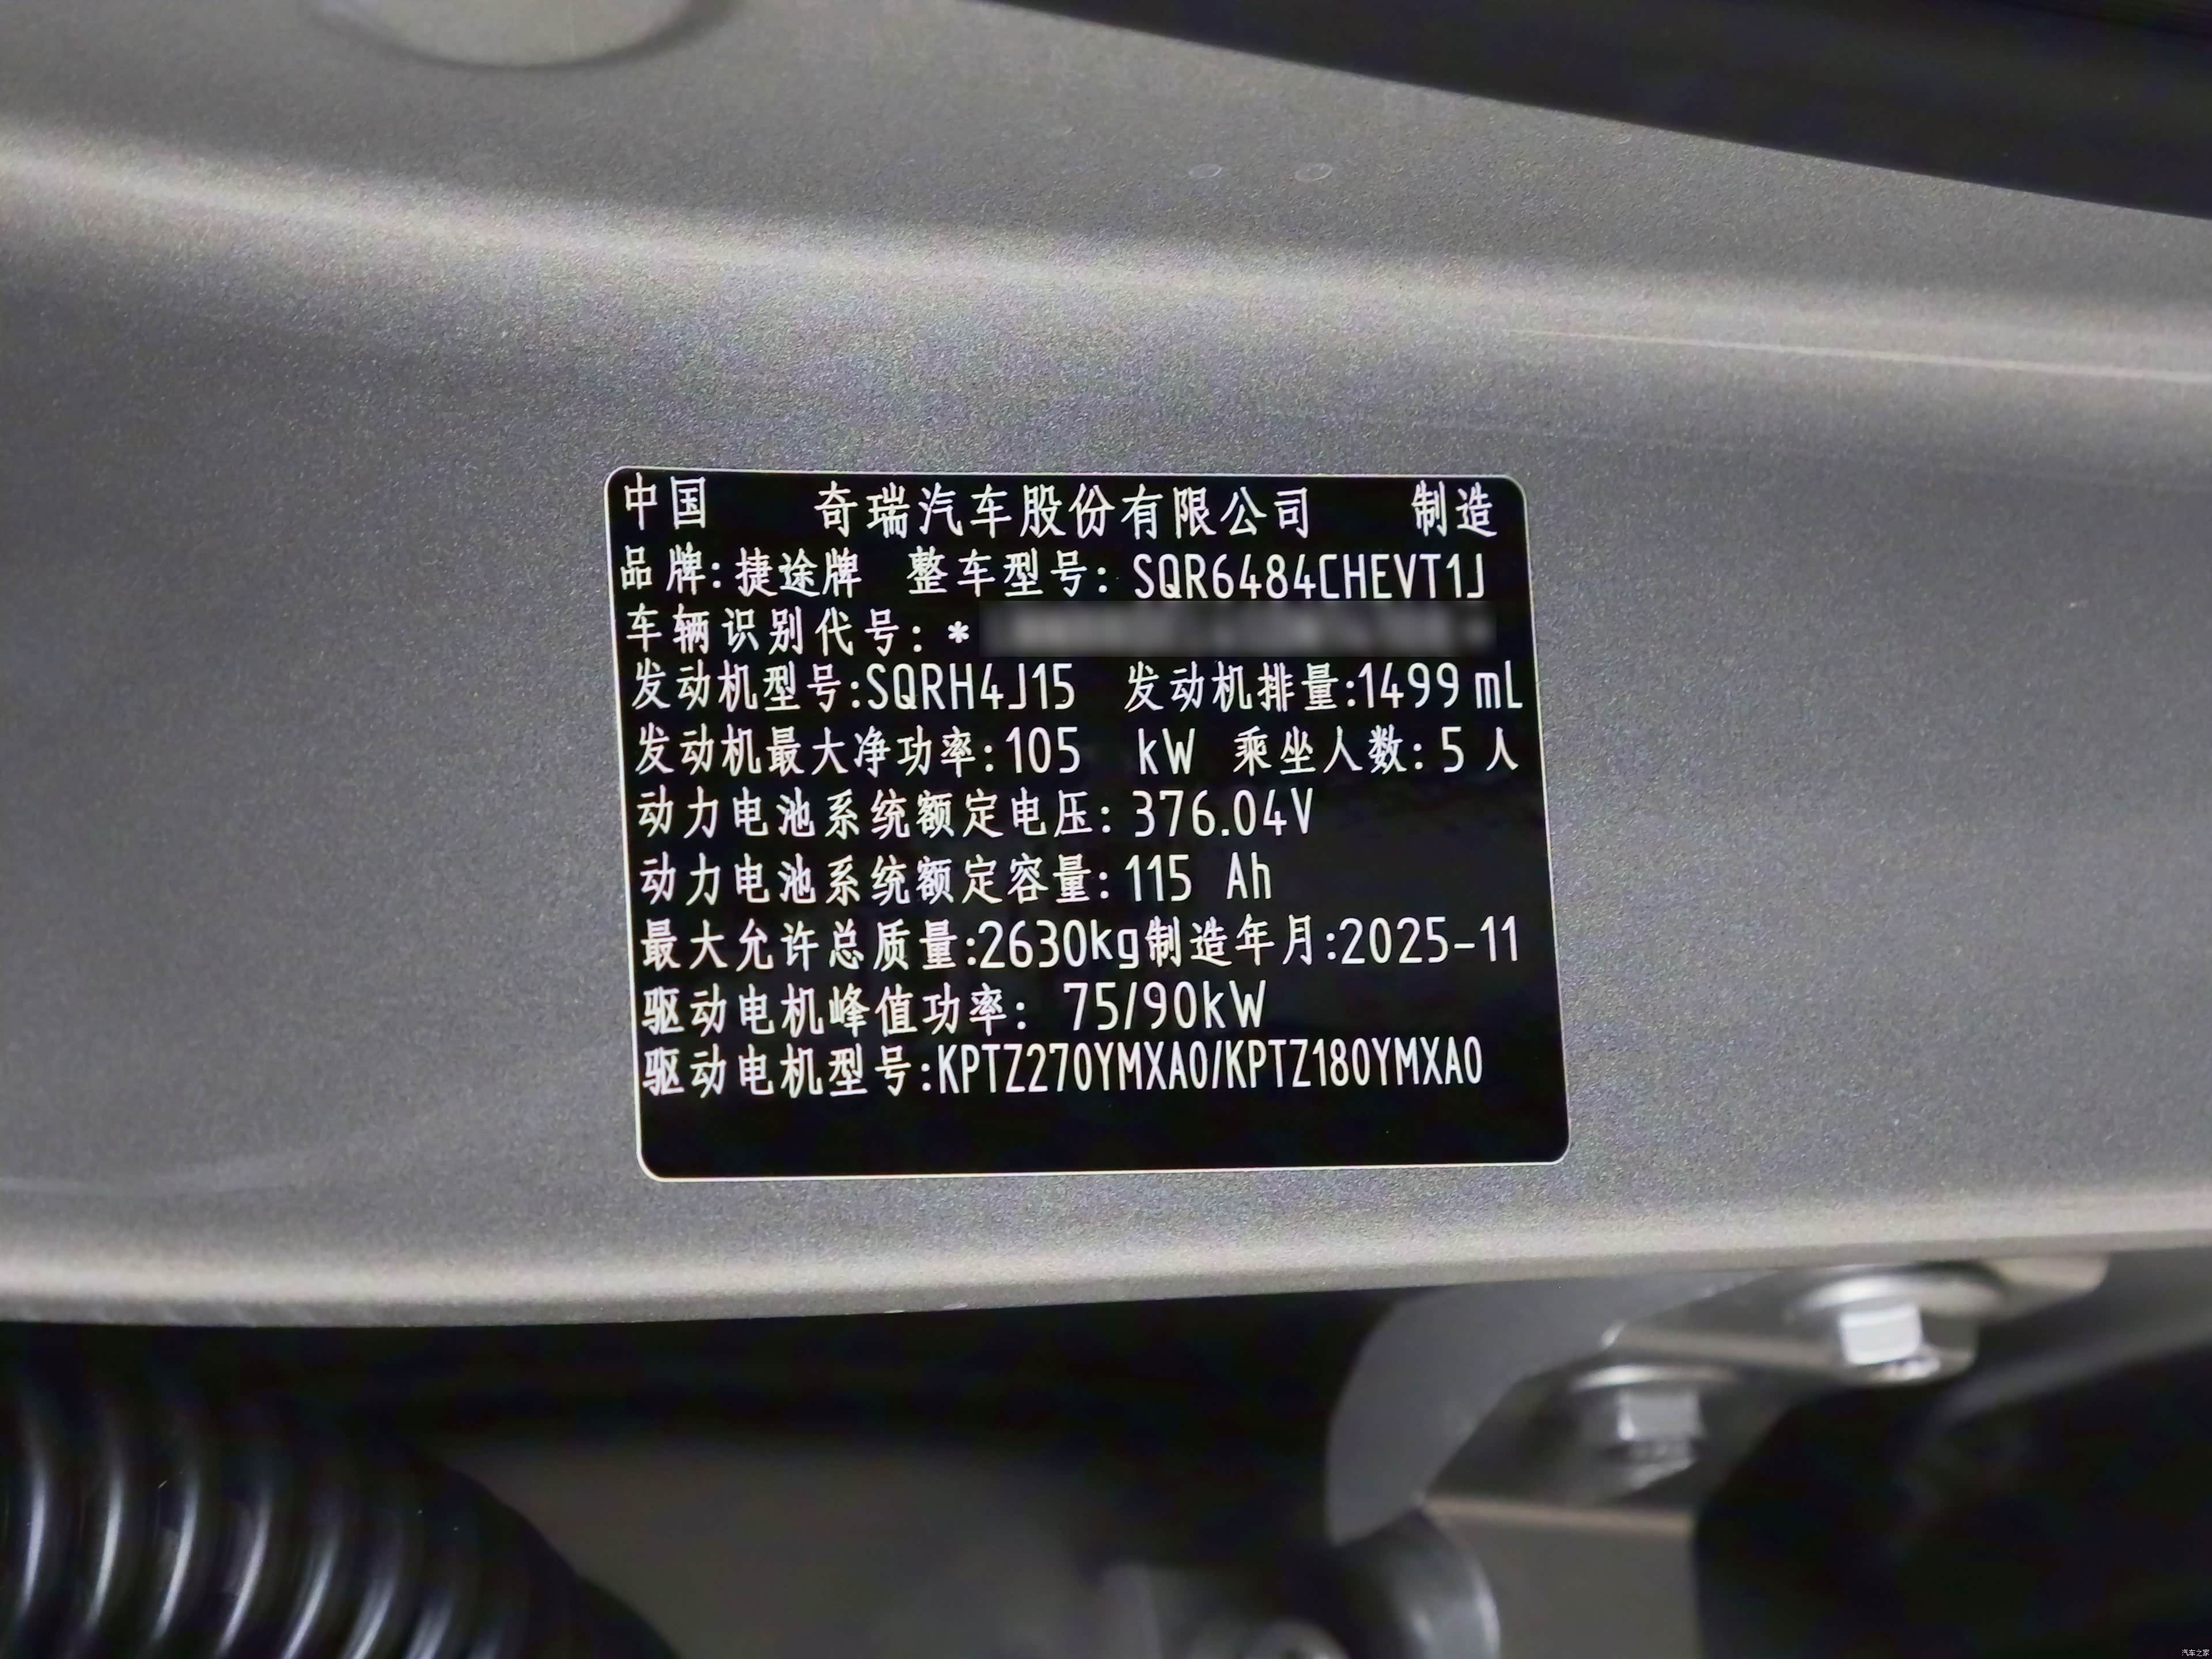 中国 奇瑞汽车股份有限公司 制造
品牌:捷途牌 整车型号:SQR6484CHEVT1J
车辆识别代号:*
发动机型号:SQRH4J15 发动机排量:1499mL
发动机最大净功率:105 kW 乘坐人数:5人
动力电池系统额定电压:376.04V
动力电池系统额定容量:115 Ah
最大允许总质量:2630kg制造年月:2025-11
驱动电机峰值功率: 75/90kW
驱动电机型号:KPTZ270YMXA0/KPTZ180YMXA0
汽车之家